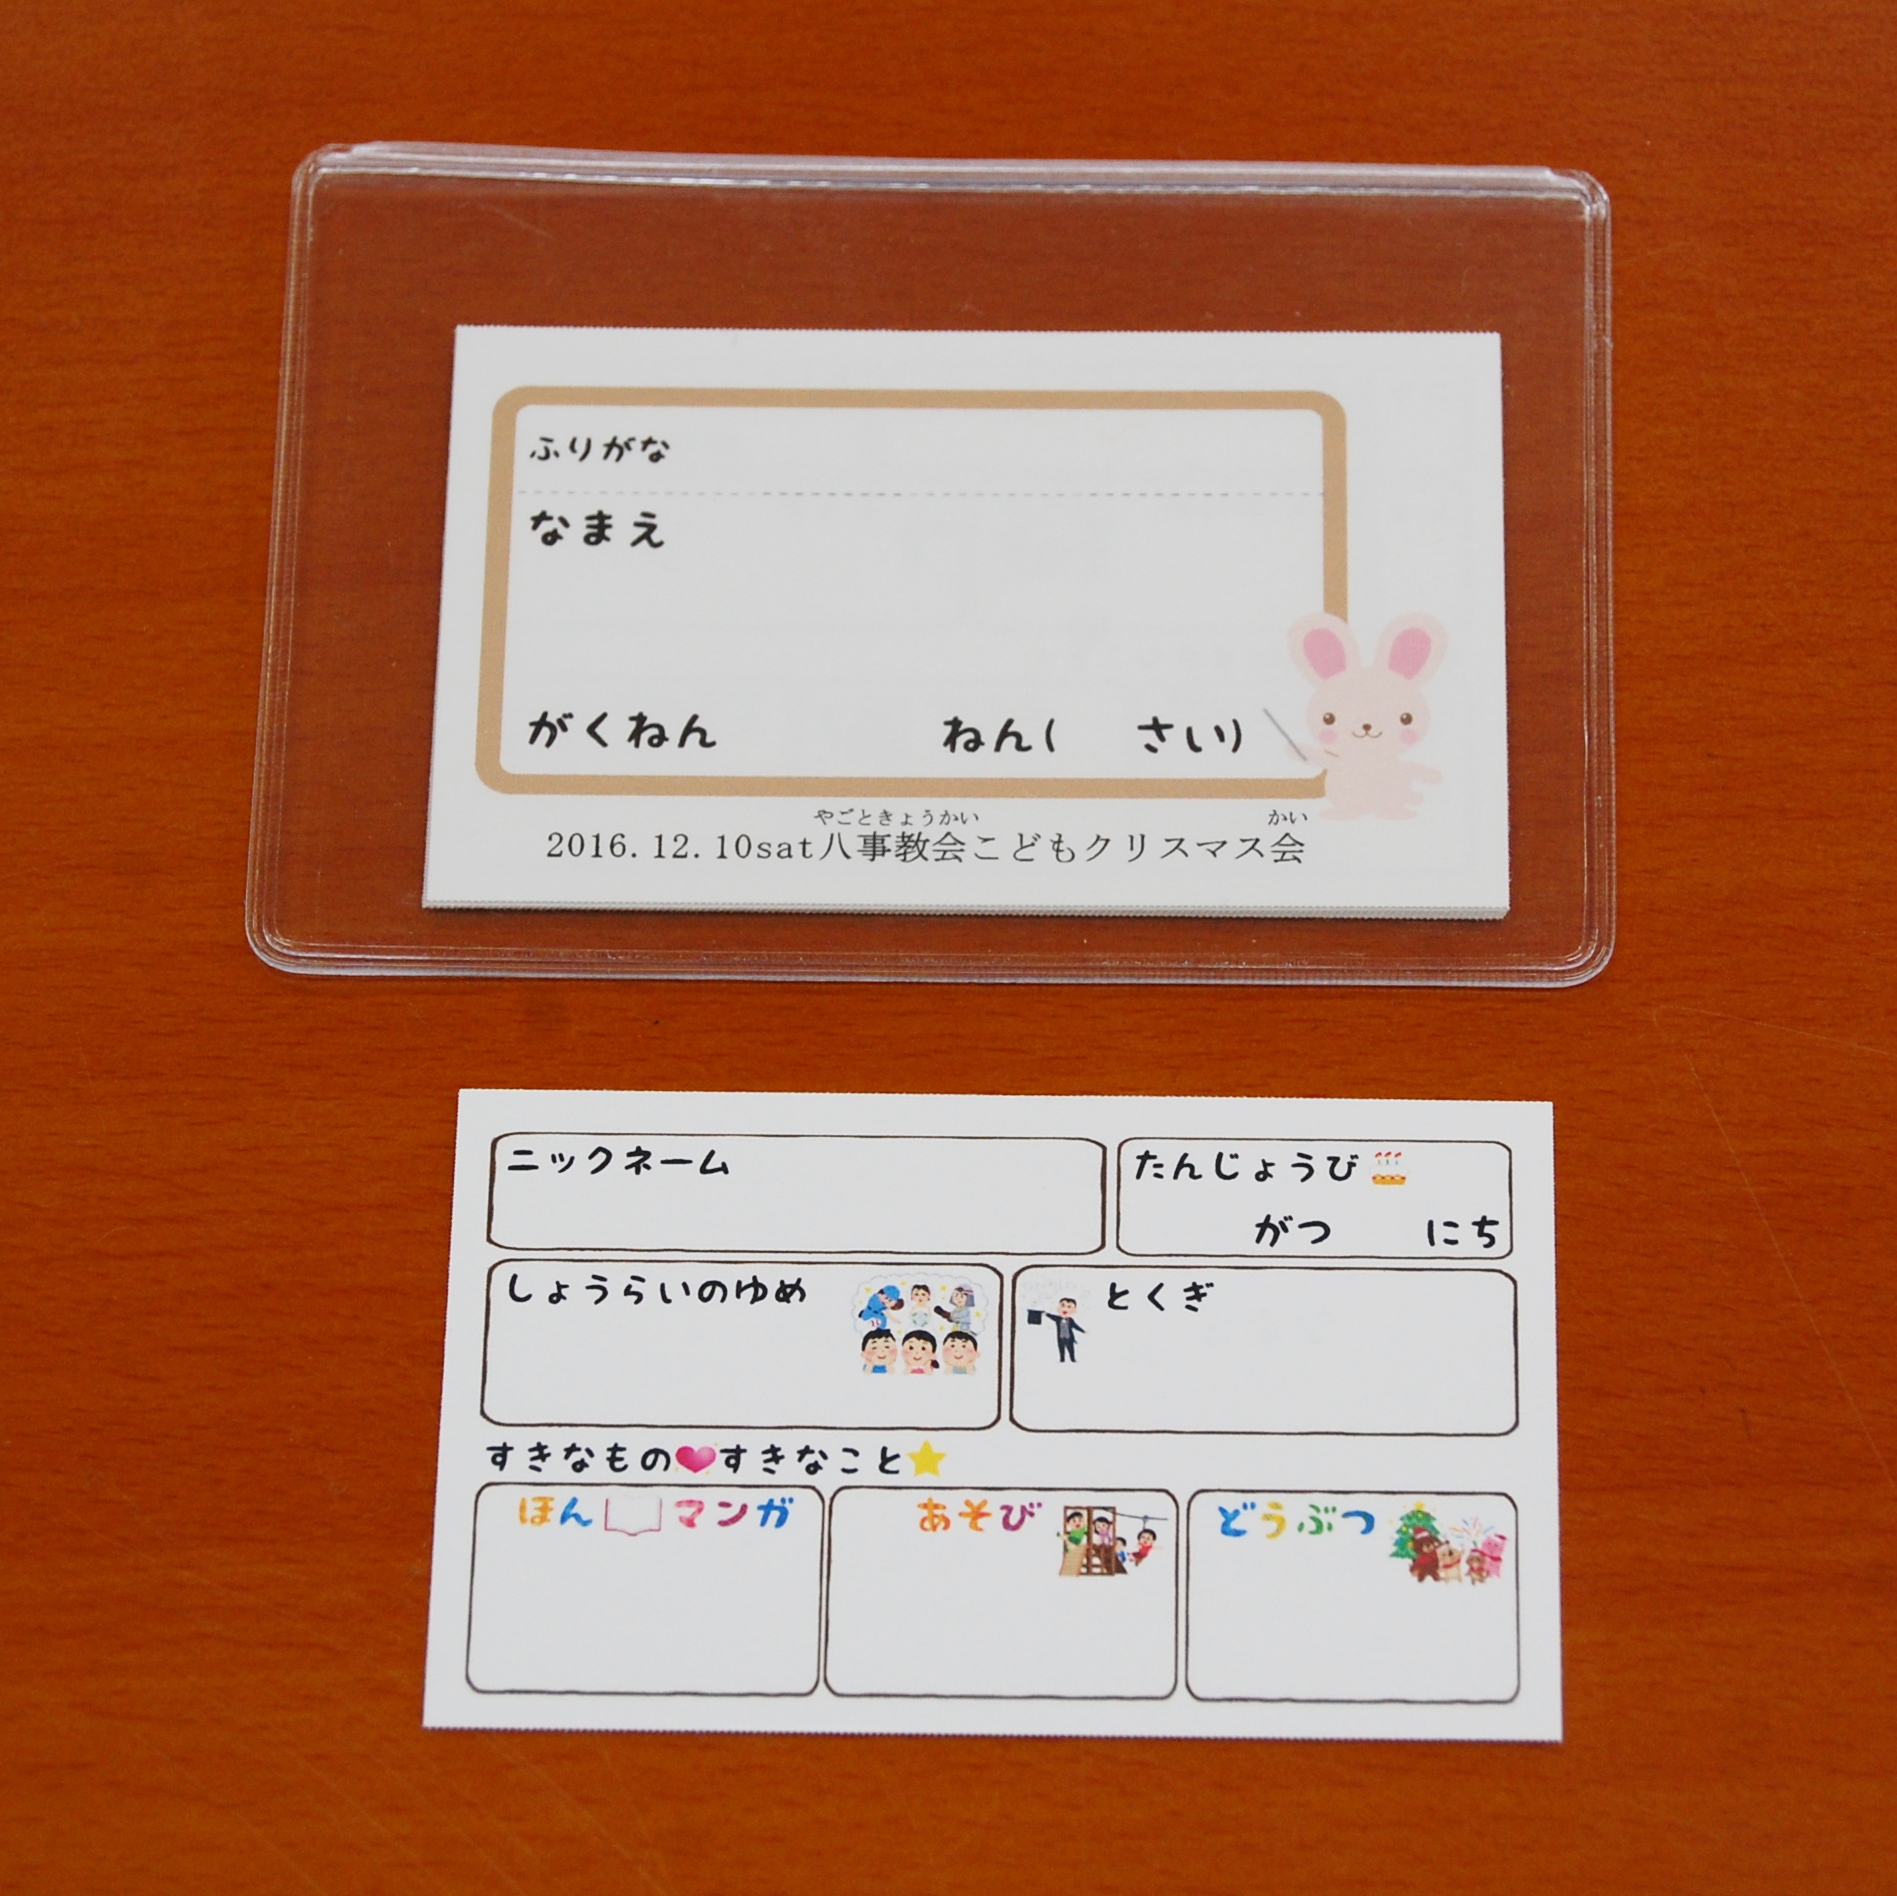 ふりがな
なまえ
がくねん ねん( さい)
やごときょうかい かい
2016.12.10sat八事教会こどもクリスマス会
ニックネーム
たんじょうび
がつ にち
しょうらいのゆめ
とくぎ
すきなもの すきなこと
ほん マンガ
あそび
どうぶつ